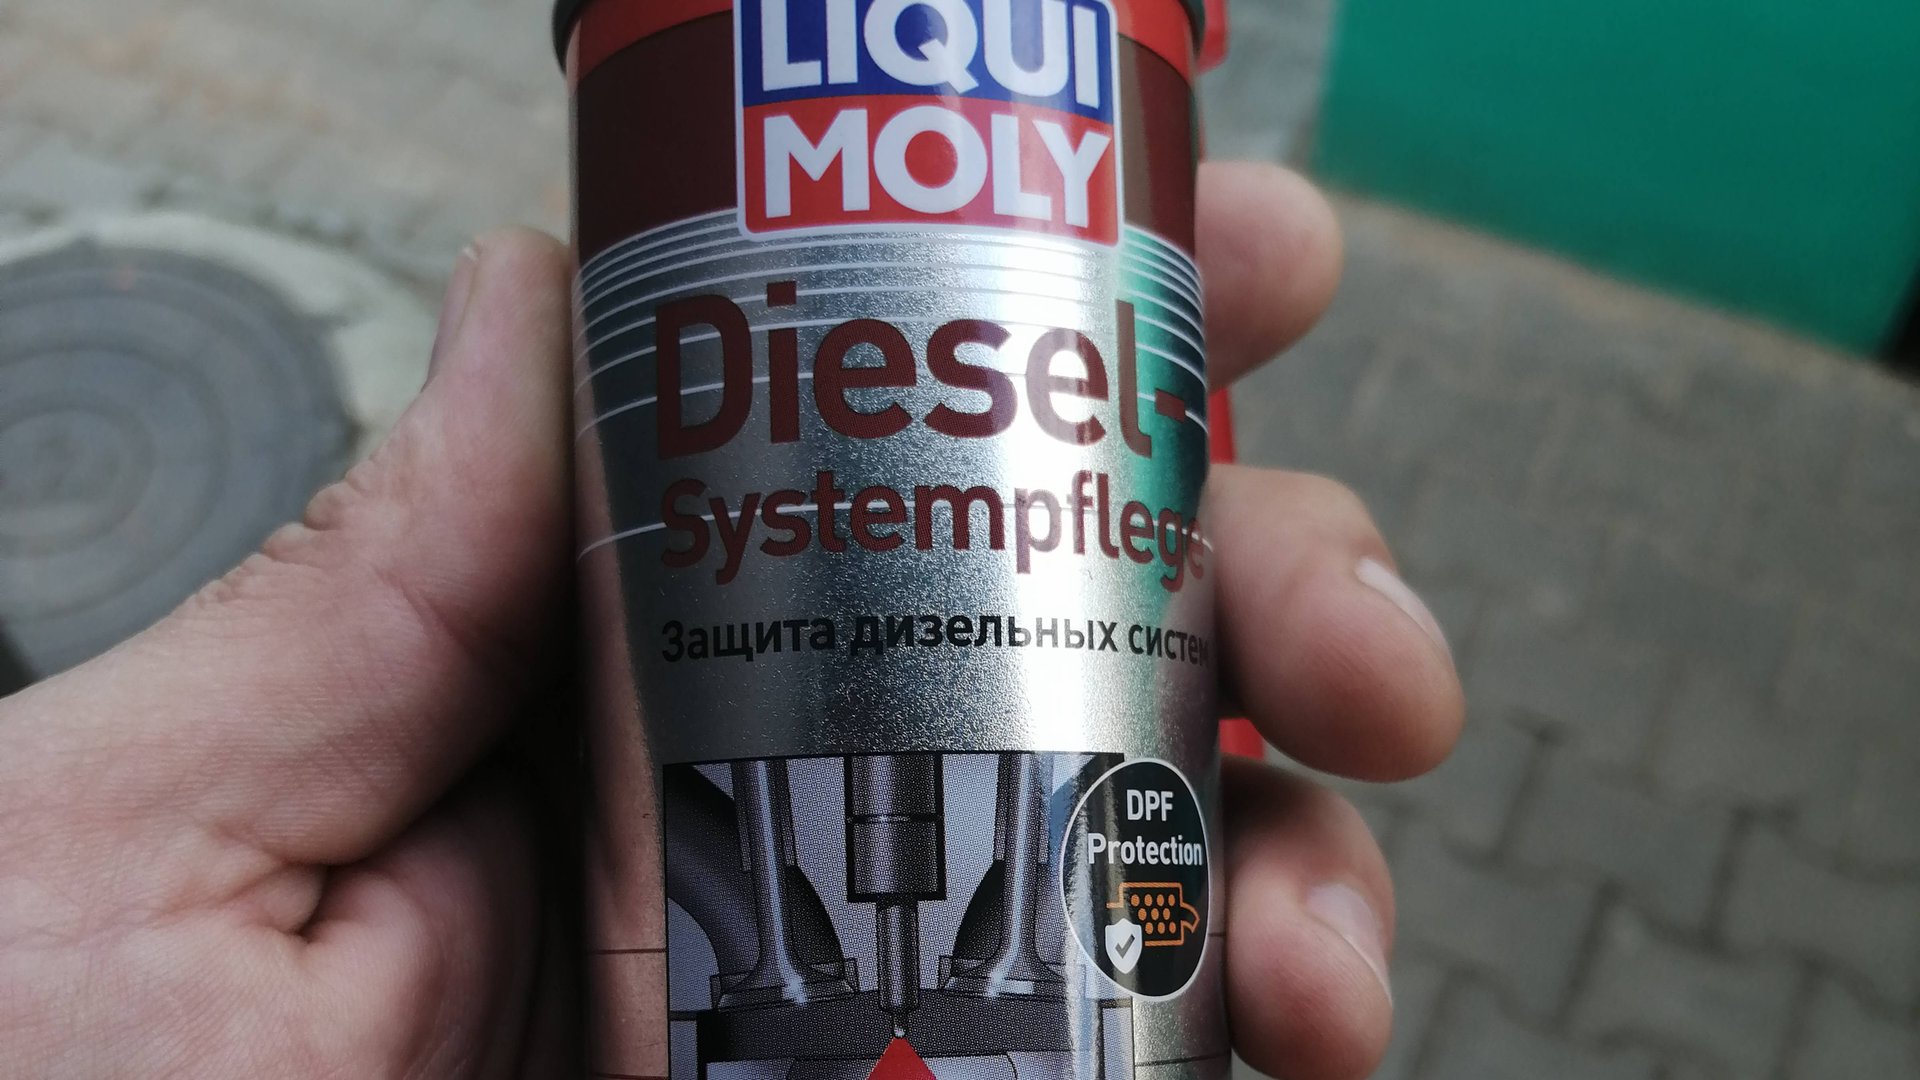 LIQUI
MOLY
Diesel-
Systempflege
Защита дизельных систем
DPF
Protection